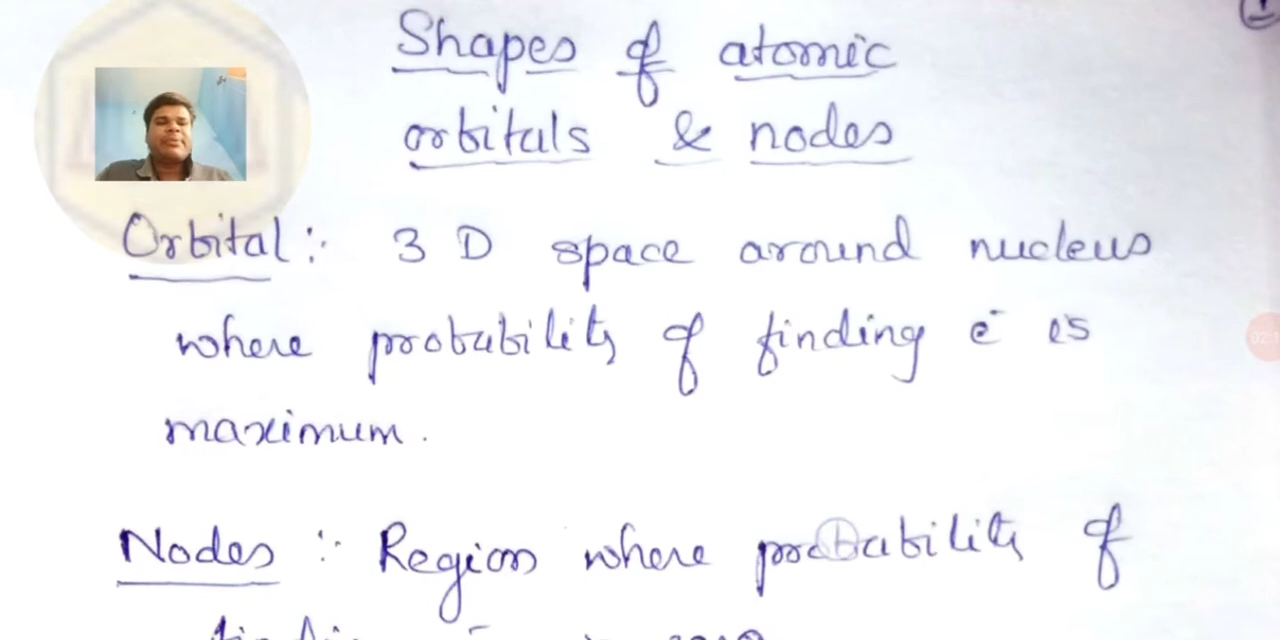 Shapes of atomic
orbitals & nodes
Orbital :- 3 D space around nucleus
where probability of finding e⁻ is
maximum.
Nodes :- Region where probability of